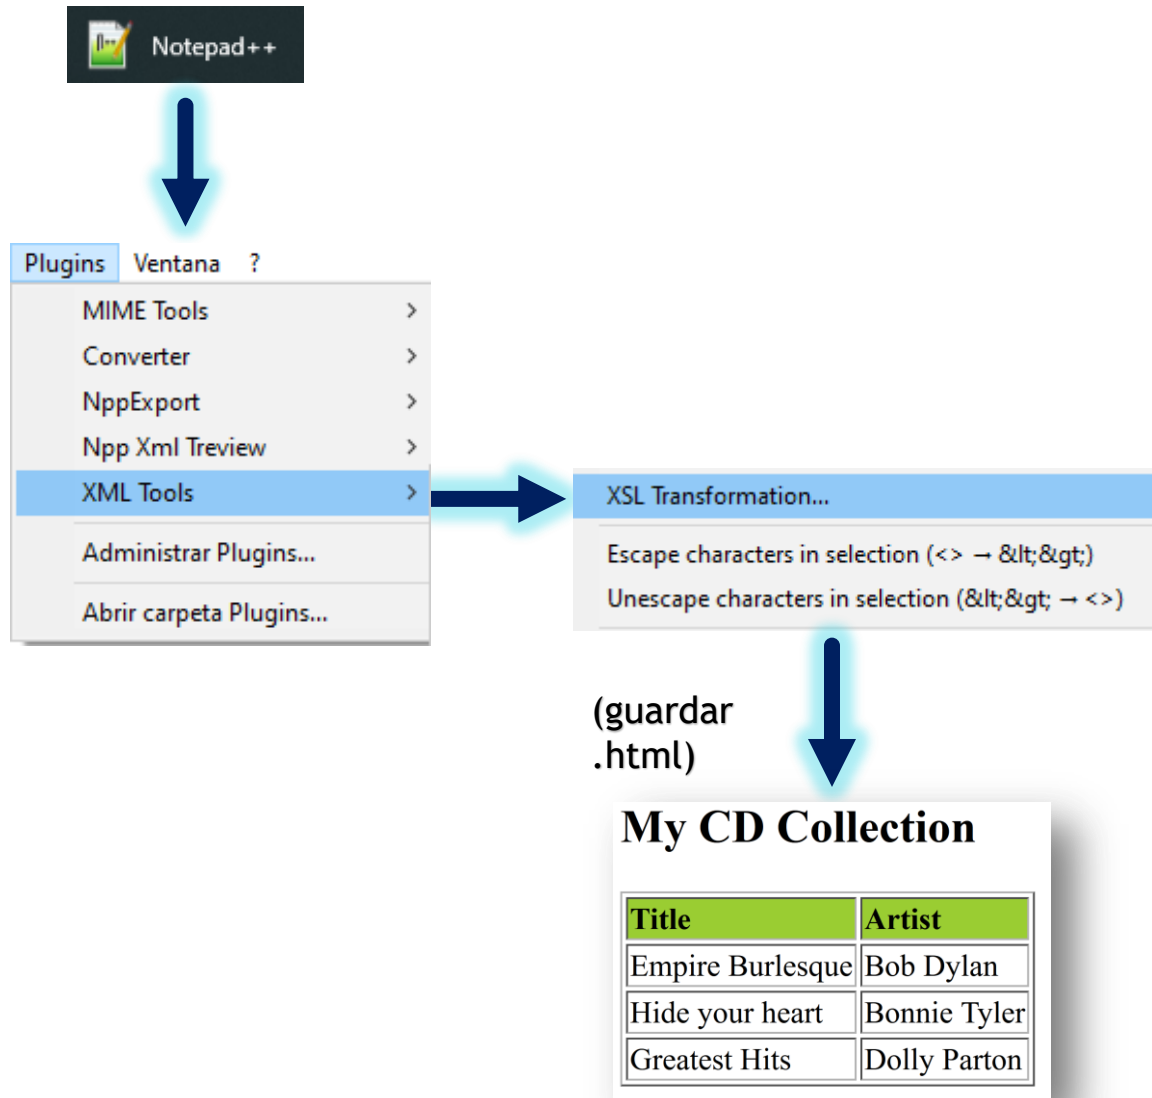 Notepad++
Plugins Ventana ?
MIME Tools >
Converter >
NppExport >
Npp Xml Treview >
XML Tools >
Administrar Plugins...
Abrir carpeta Plugins...
XSL Transformation...
Escape characters in selection (<> → &lt;&gt;)
Unescape characters in selection (&lt;&gt; → <>)
(guardar
.html)
My CD Collection
Title Artist
Empire Burlesque Bob Dylan
Hide your heart Bonnie Tyler
Greatest Hits Dolly Parton